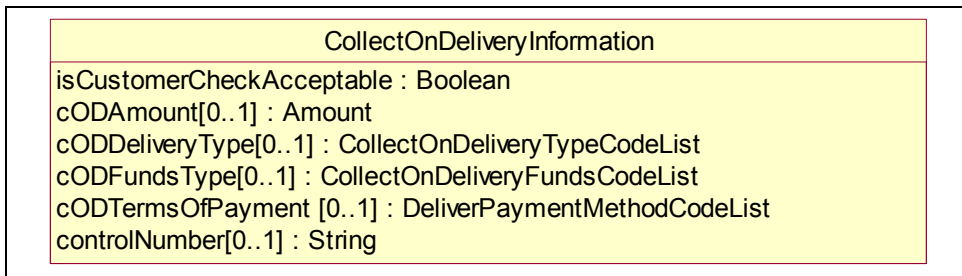 CollectOnDeliveryInformation
isCustomerCheckAcceptable : Boolean
cODAmount[0..1] : Amount
cODDeliveryType[0..1] : CollectOnDeliveryTypeCodeList
cODFundsType[0..1] : CollectOnDeliveryFundsCodeList
cODTermsOfPayment [0..1] : DeliverPaymentMethodCodeList
controlNumber[0..1] : String